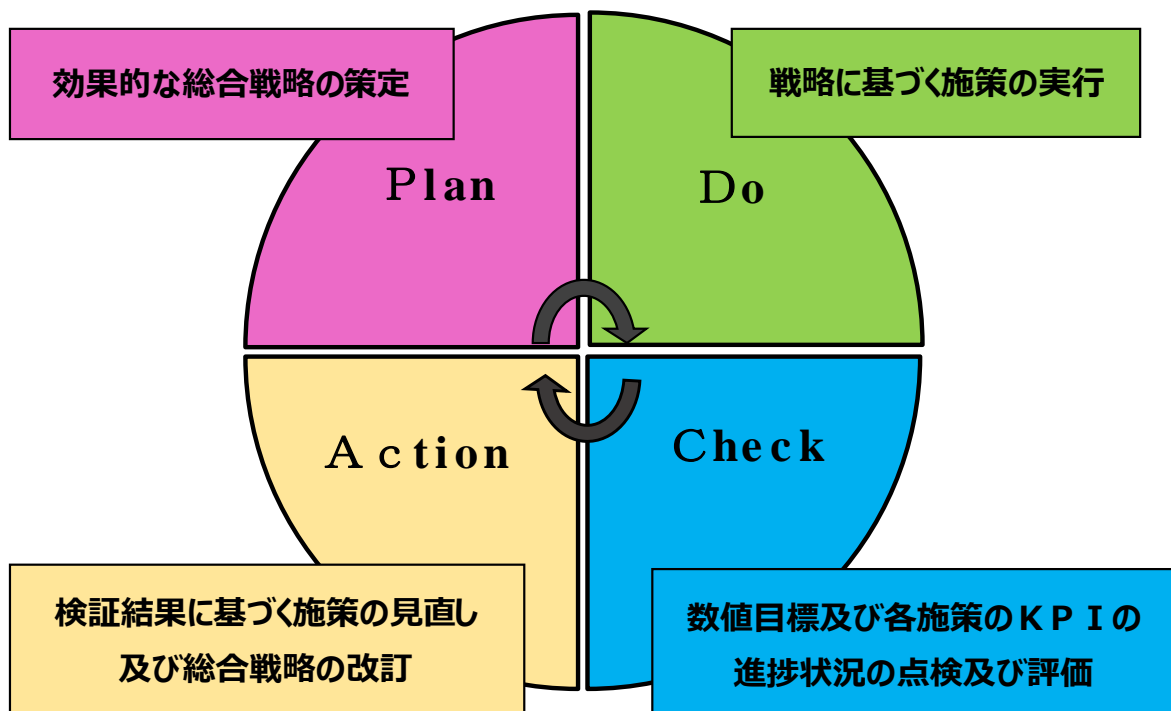 効果的な総合戦略の策定
戦略に基づく施策の実行
Ｐlan
Ｄo
Ａｃtion
Ｃheck
検証結果に基づく施策の見直し
及び総合戦略の改訂
数値目標及び各施策のＫＰＩの
進捗状況の点検及び評価